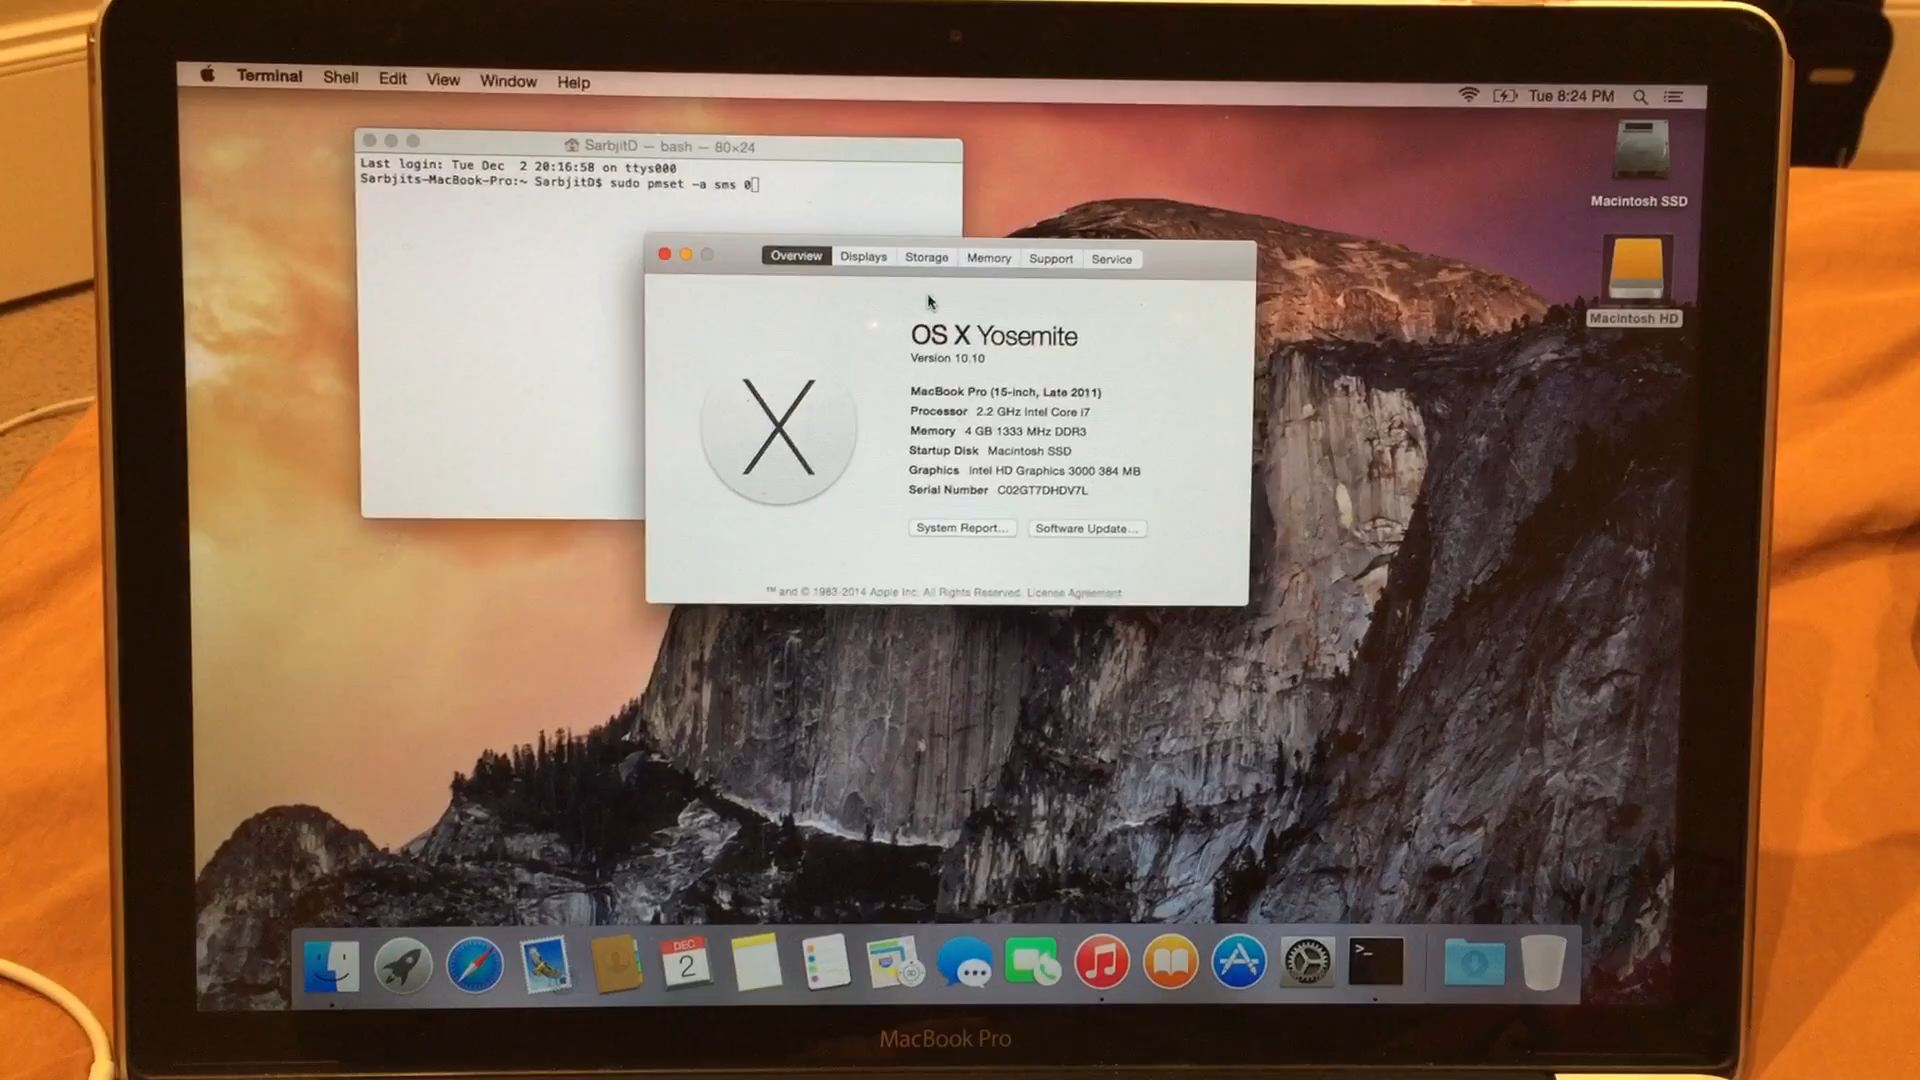 Terminal Shell Edit View Window Help
Tue 8:24 PM
SarbjitD — bash — 80×24
Last login: Tue Dec  2 20:16:58 on ttys000
Sarbjits-MacBook-Pro:~ SarbjitD$ sudo pmset -a sms 0
Macintosh SSD
Macintosh HD
Overview Displays Storage Memory Support Service
OS X Yosemite
Version 10.10
MacBook Pro (15-inch, Late 2011)
Processor 2.2 GHz Intel Core i7
Memory 4 GB 1333 MHz DDR3
Startup Disk Macintosh SSD
Graphics Intel HD Graphics 3000 384 MB
Serial Number C02GT7DHDV7L
System Report... Software Update...
™ and © 1983-2014 Apple Inc. All Rights Reserved. License Agreement
DEC
2
MacBook Pro